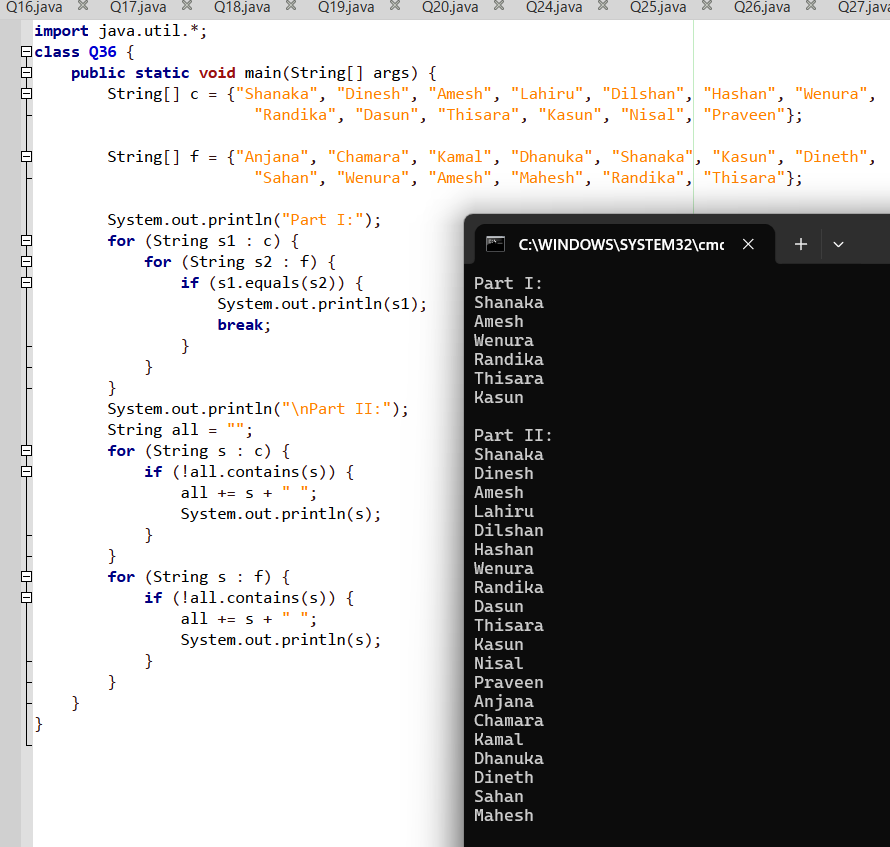 Q16.java Q17.java Q18.java Q19.java Q20.java Q24.java Q25.java Q26.java Q27.java
import java.util.*;
class Q36 {
    public static void main(String[] args) {
        String[] c = {"Shanaka", "Dinesh", "Amesh", "Lahiru", "Dilshan", "Hashan", "Wenura",
                        "Randika", "Dasun", "Thisara", "Kasun", "Nisal", "Praveen"};
        String[] f = {"Anjana", "Chamara", "Kamal", "Dhanuka", "Shanaka", "Kasun", "Dineth",
                        "Sahan", "Wenura", "Amesh", "Mahesh", "Randika", "Thisara"};
        System.out.println("Part I:");
        for (String s1 : c) {
            for (String s2 : f) {
                if (s1.equals(s2)) {
                    System.out.println(s1);
                    break;
                }
            }
        }
        System.out.println("\nPart II:");
        String all = "";
        for (String s : c) {
            if (!all.contains(s)) {
                all += s + " ";
                System.out.println(s);
            }
        }
        for (String s : f) {
            if (!all.contains(s)) {
                all += s + " ";
                System.out.println(s);
            }
        }
    }
}
C:\WINDOWS\SYSTEM32\cmd
Part I:
Shanaka
Amesh
Wenura
Randika
Thisara
Kasun
Part II:
Shanaka
Dinesh
Amesh
Lahiru
Dilshan
Hashan
Wenura
Randika
Dasun
Thisara
Kasun
Nisal
Praveen
Anjana
Chamara
Kamal
Dhanuka
Dineth
Sahan
Mahesh